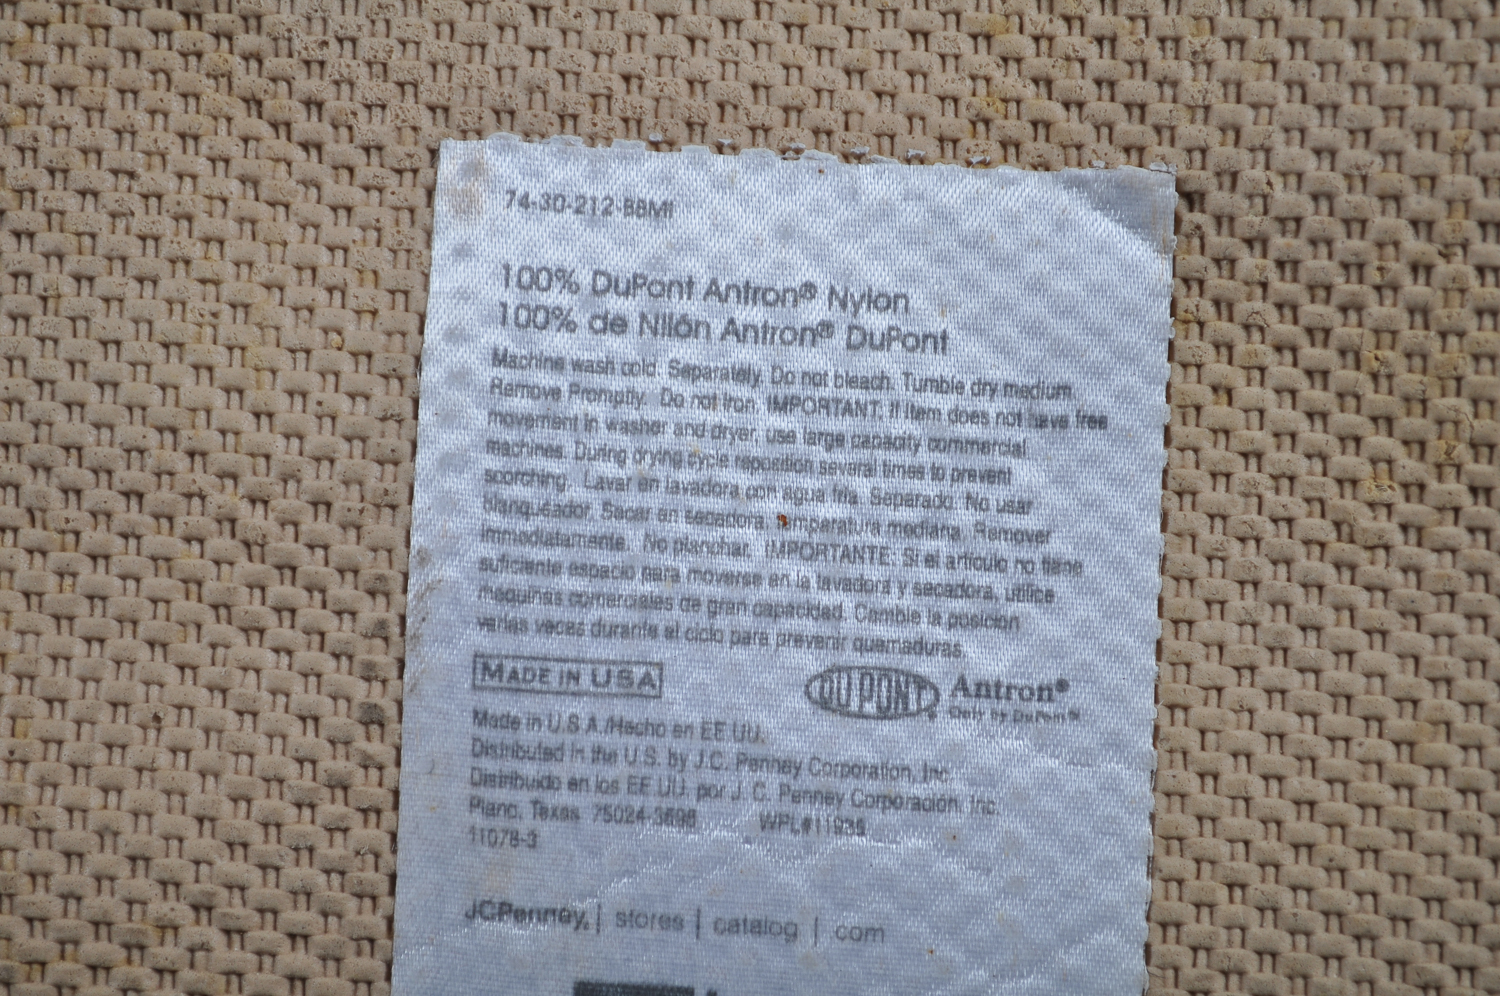 74-30-212-BBMI
100% DuPont Antron® Nylon
100% de Nilón Antron® DuPont
Machine wash cold. Separately. Do not bleach. Tumble dry medium.
Remove Promptly. Do not iron. IMPORTANT: If item does not have free
movement in washer and dryer, use large capacity commercial
machines. During drying cycle reposition several times to prevent
scorching. Lavar en lavadora con agua fría. Separado. No usar
blanqueador. Secar en secadora, temperatura mediana. Remover
immediatamente. No planchar. IMPORTANTE: Si el artículo no tiene
suficiente espacio para moverse en la lavadora y secadora, utilice
máquinas comerciales de gran capacidad. Cambie la posición
varias veces durante el ciclo para prevenir quemaduras.
MADE IN USA
DU PONT Antron®
Only by DuPont
Made in U.S.A./Hecho en EE UU.
Distributed in the U.S. by J.C. Penney Corporation, Inc.
Distribuido en los EE UU. por J. C. Penney Corporación, Inc.
Plano, Texas 75024-3698 WPL#11935
11078-3
JCPenney. | stores | catalog | com